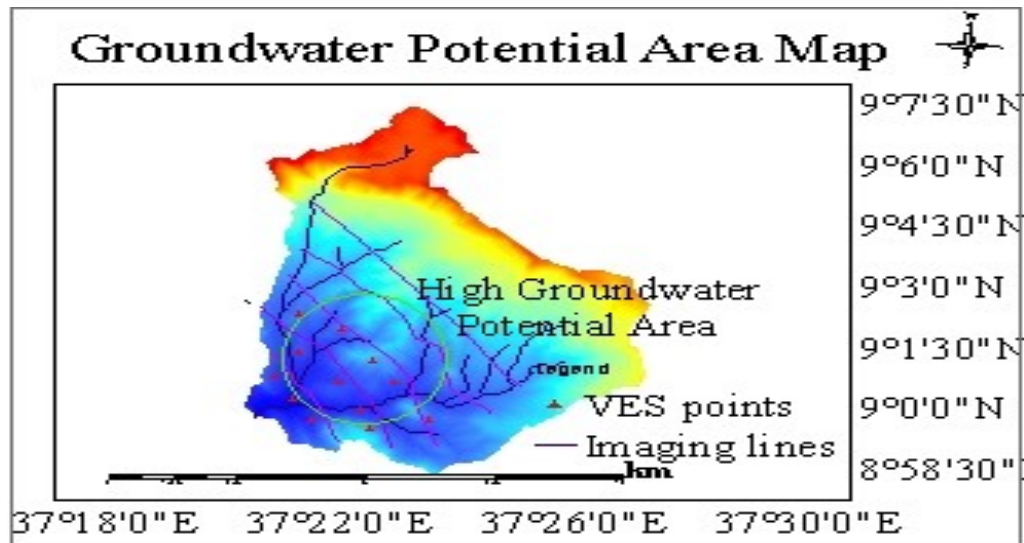 Groundwater Potential Area Map
9°7'30"N
9°6'0"N
9°4'30"N
9°3'0"N
High Groundwater
Potential Area
9°1'30"N
Legend
9°0'0"N
VES points
Imaging lines
km
8°58'30"
37°18'0"E 37°22'0"E 37°26'0"E 37°30'0"E